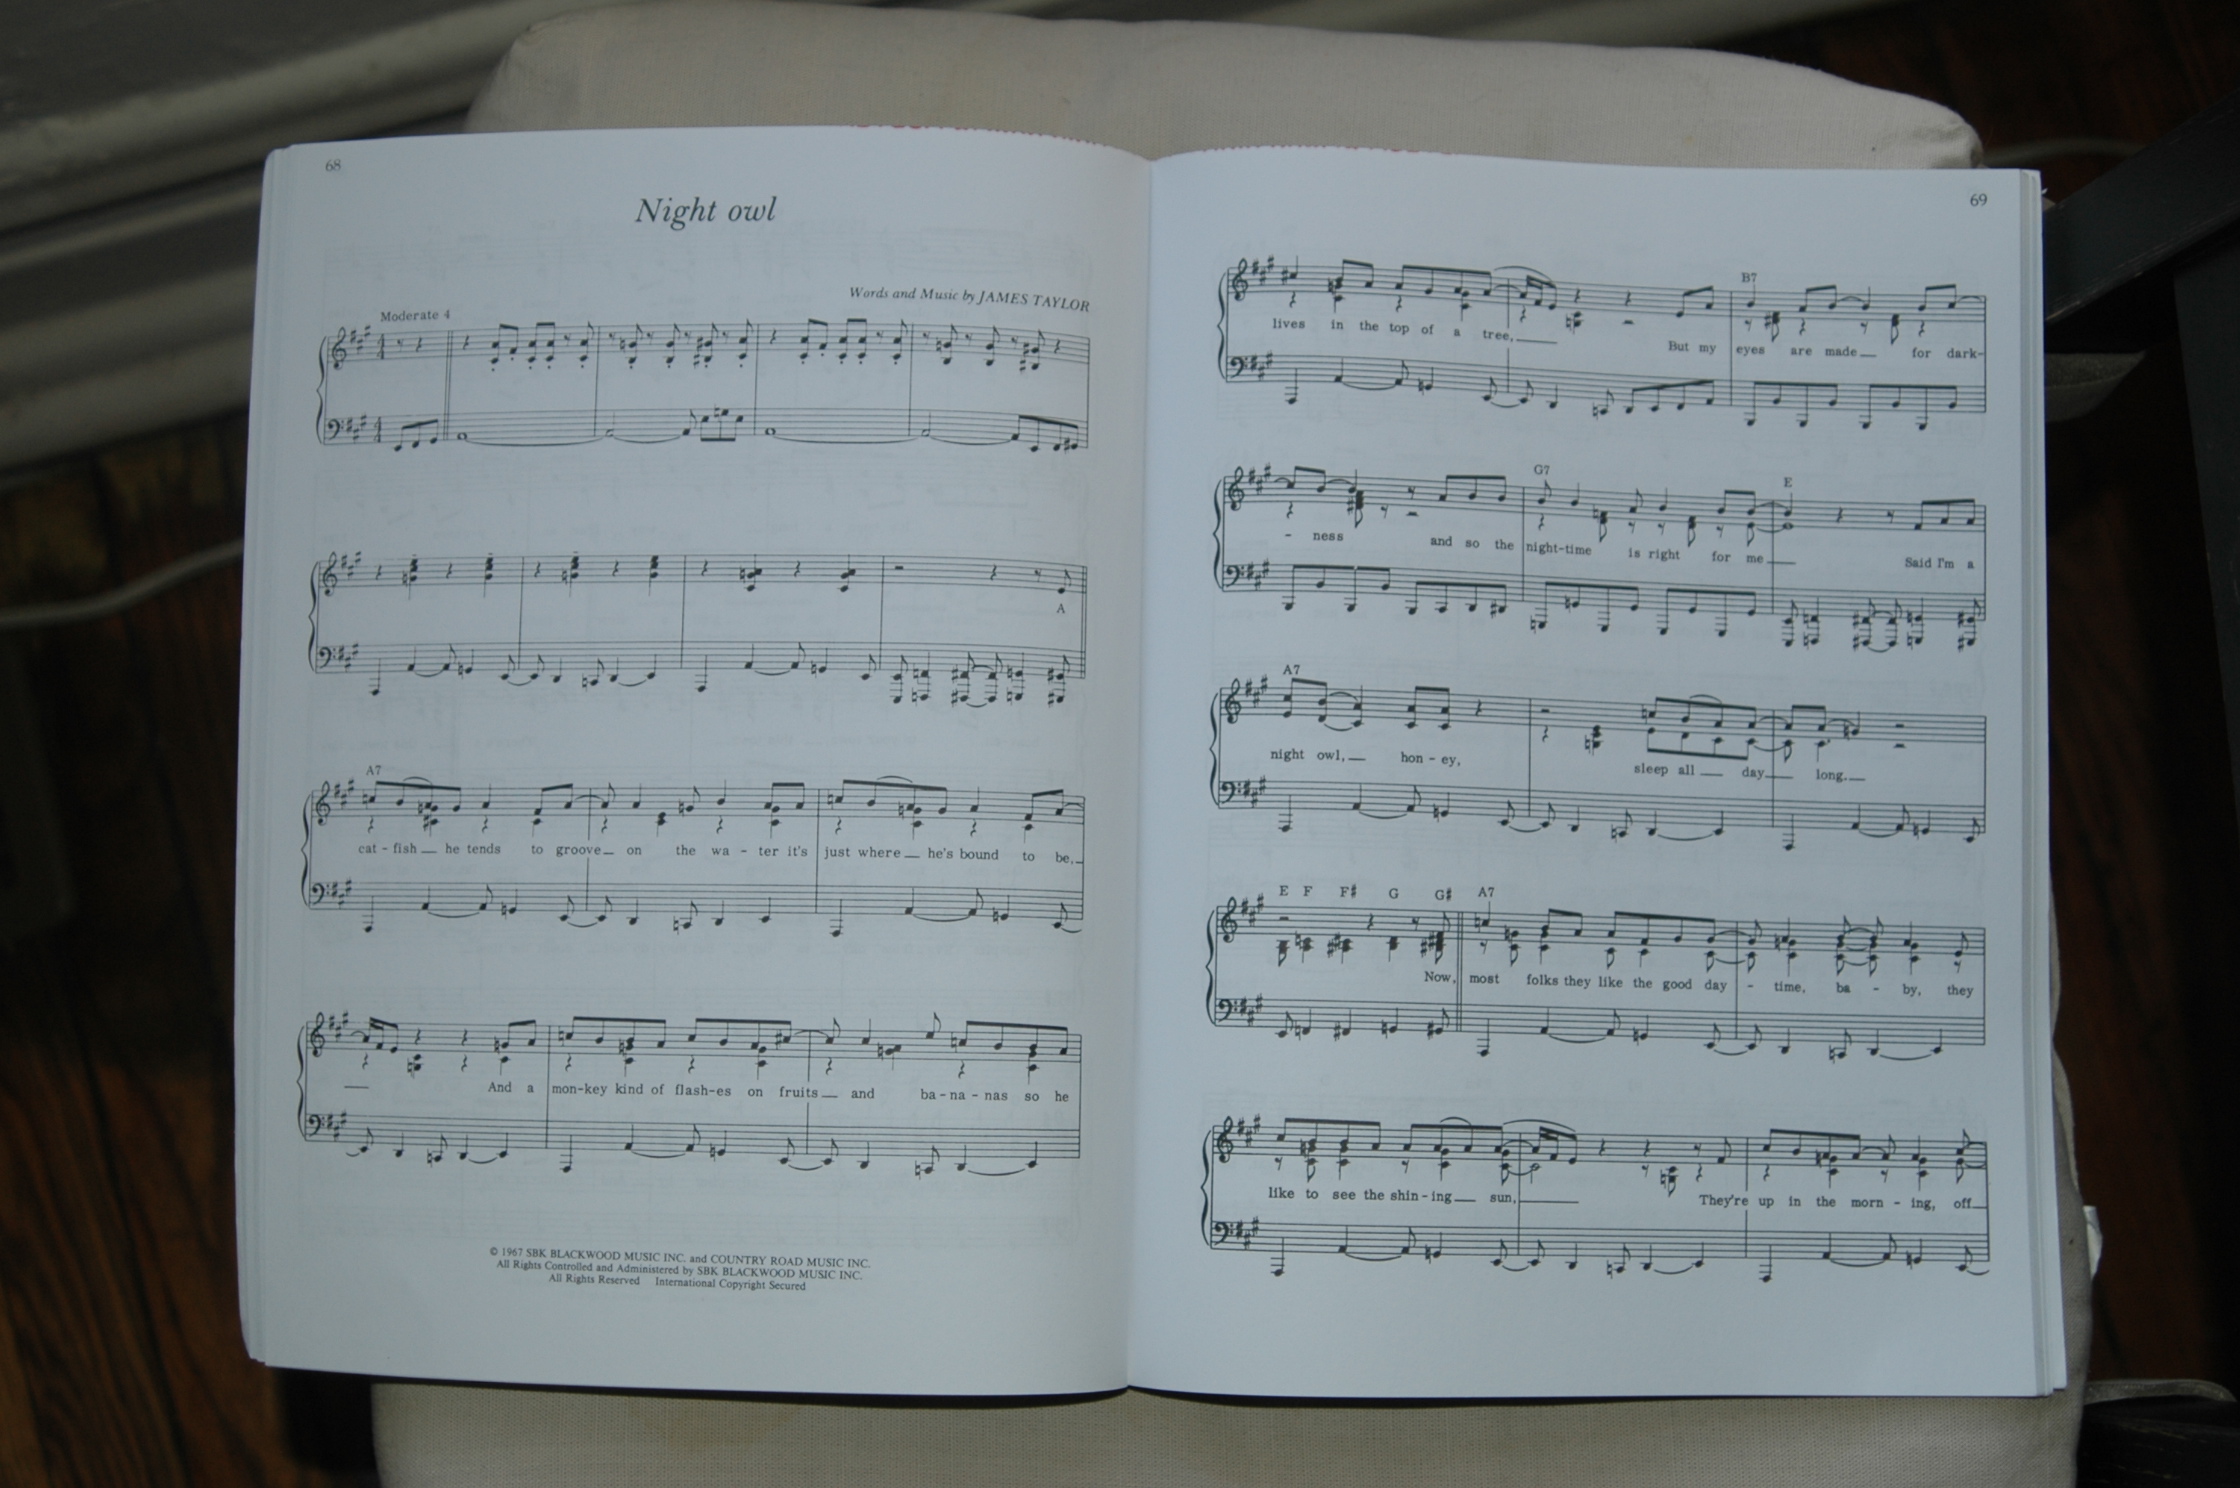 68
Night owl
Words and Music by JAMES TAYLOR
Moderate 4
A
A7
cat - fish he tends to groove on the wa - ter it's just where he's bound to be,
And a mon-key kind of flash-es on fruits and ba - na - nas so he
© 1967 SBK BLACKWOOD MUSIC INC. and COUNTRY ROAD MUSIC INC.
All Rights Controlled and Administered by SBK BLACKWOOD MUSIC INC.
All Rights Reserved International Copyright Secured
69
B7
lives in the top of a tree, But my eyes are made for dark-
G7 E
- ness and so the night-time is right for me Said I'm a
A7
night owl, hon - ey, sleep all day long.
E F F# G G# A7
Now, most folks they like the good day - time, ba - by, they
like to see the shin - ing sun, They're up in the morn - ing, off